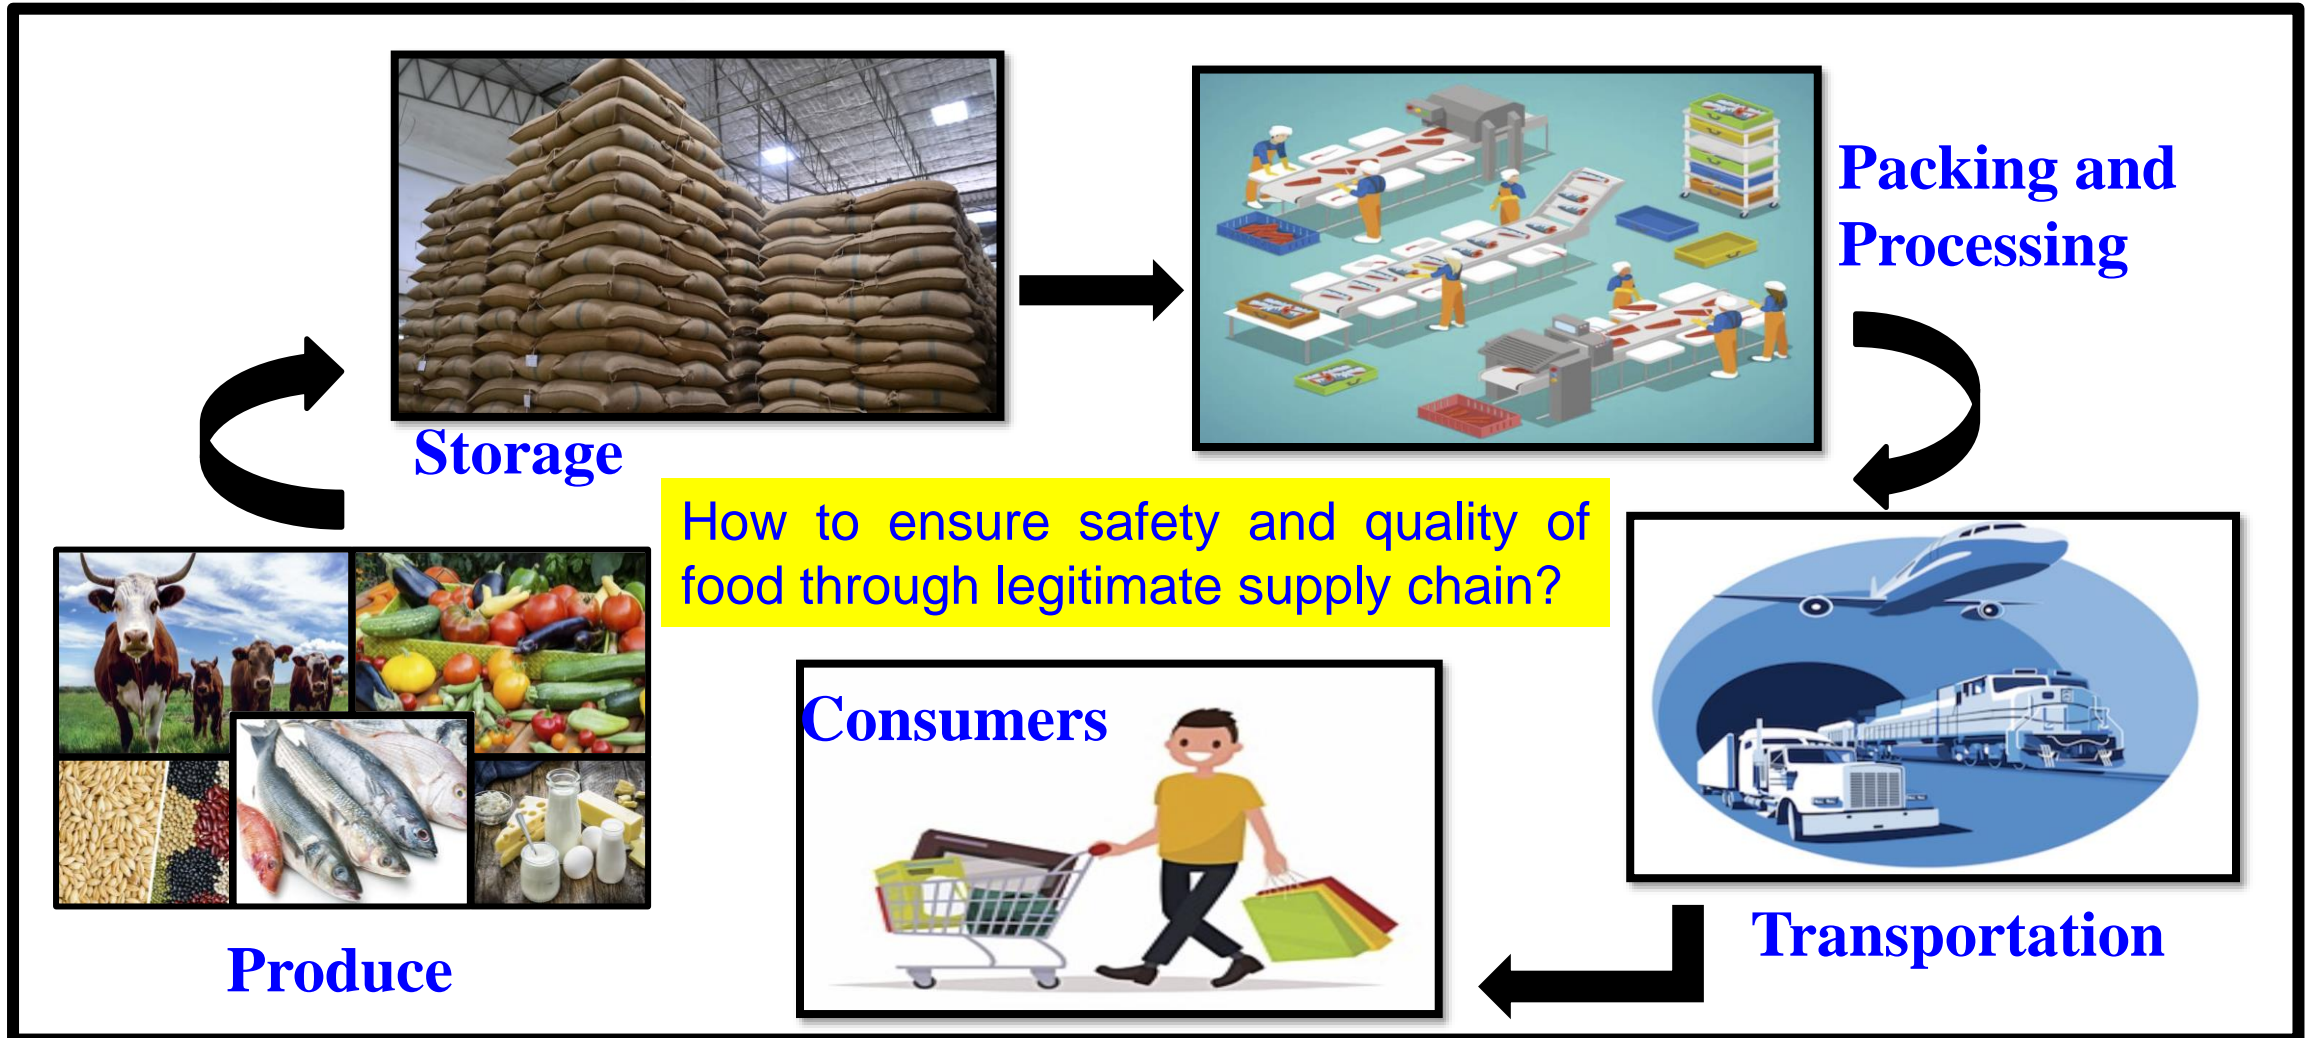 Storage
Packing and
Processing
How to ensure safety and quality of
food through legitimate supply chain?
Consumers
Transportation
Produce